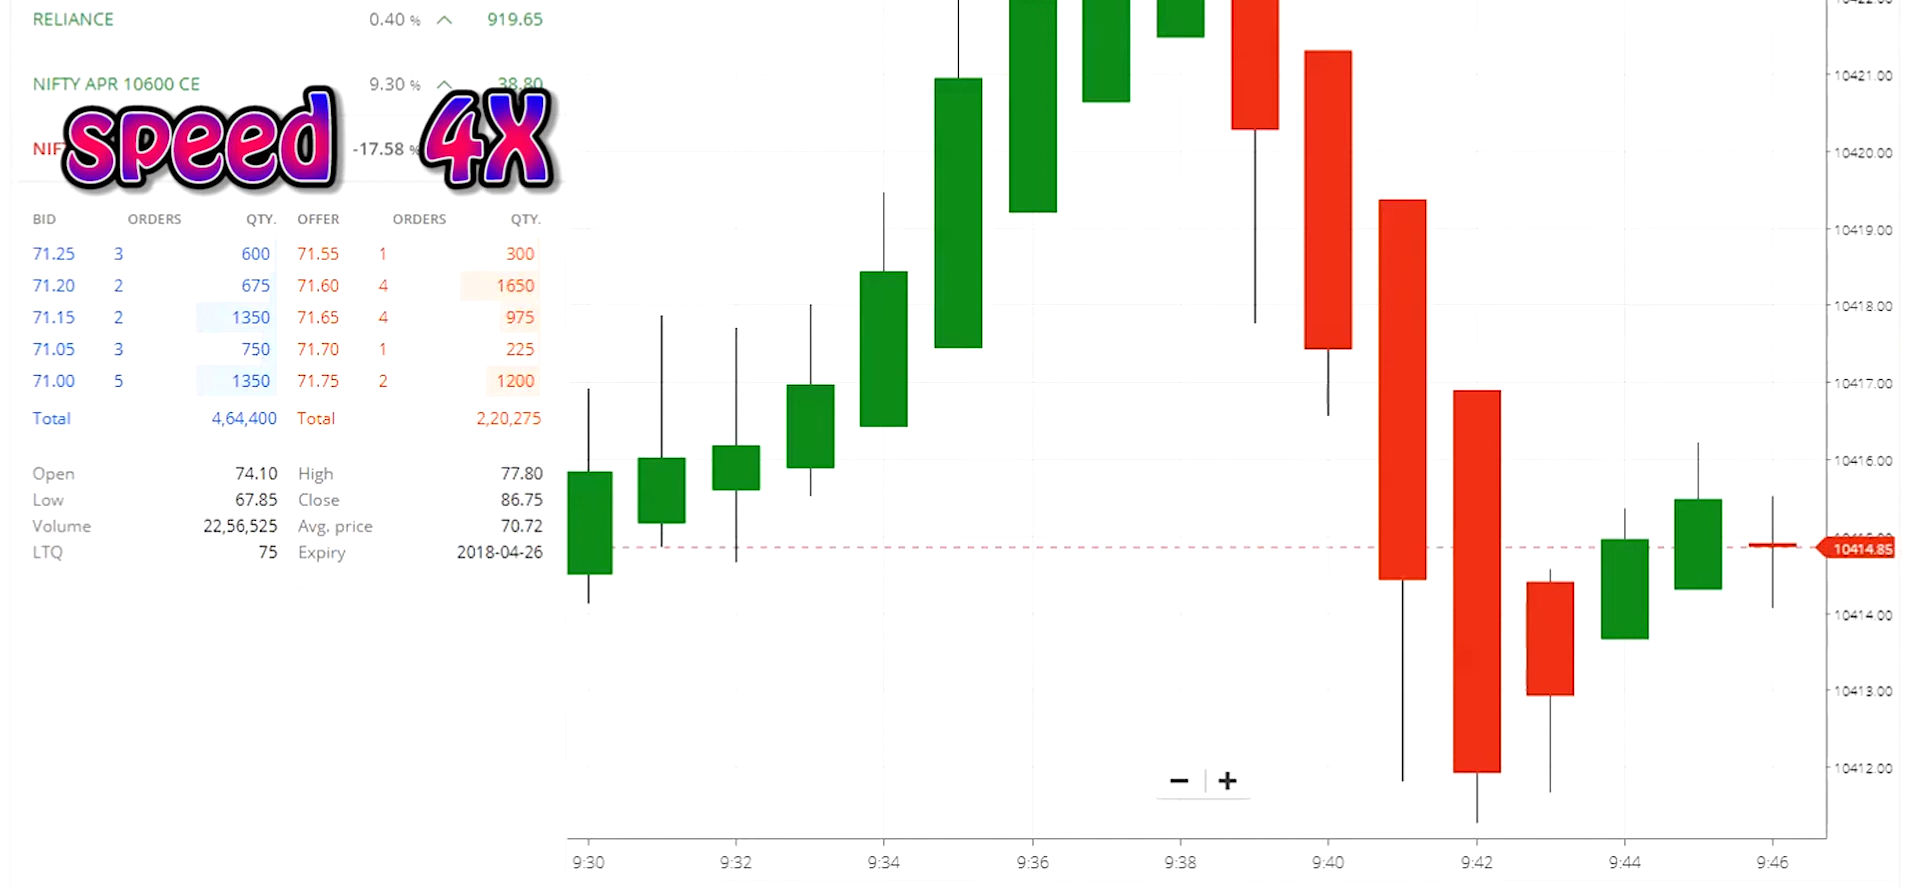 RELIANCE 0.40 % 919.65
NIFTY APR 10600 CE 9.30 % 38.80
NIF -17.58 %
speed 4X
BID ORDERS QTY. OFFER ORDERS QTY.
71.25 3 600 71.55 1 300
71.20 2 675 71.60 4 1650
71.15 2 1350 71.65 4 975
71.05 3 750 71.70 1 225
71.00 5 1350 71.75 2 1200
Total 4,64,400 Total 2,20,275
Open 74.10 High 77.80
Low 67.85 Close 86.75
Volume 22,56,525 Avg. price 70.72
LTQ 75 Expiry 2018-04-26
10421.00
10420.00
10419.00
10418.00
10417.00
10416.00
10414.85
10414.00
10413.00
10412.00
− +
9:30 9:32 9:34 9:36 9:38 9:40 9:42 9:44 9:46